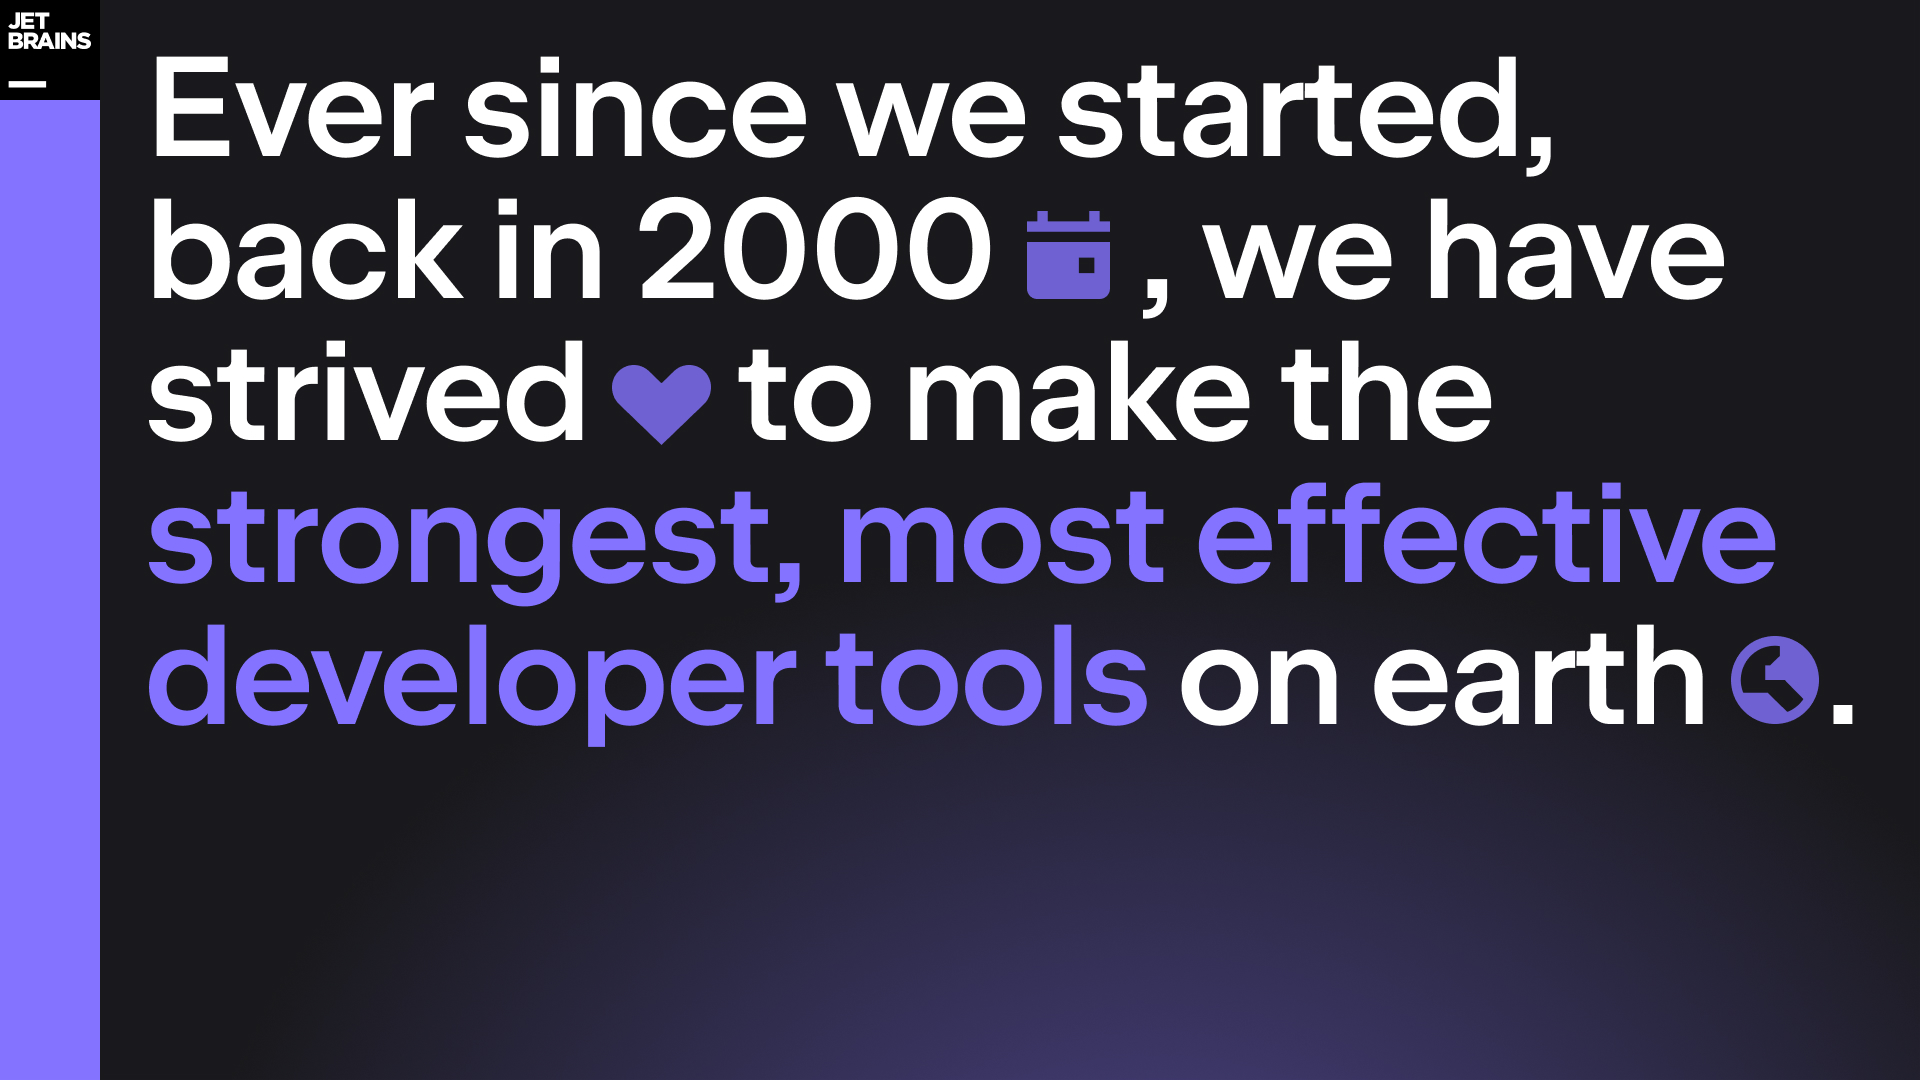 JET
BRAINS
Ever since we started,
back in 2000 , we have
strived to make the
strongest, most effective
developer tools on earth .